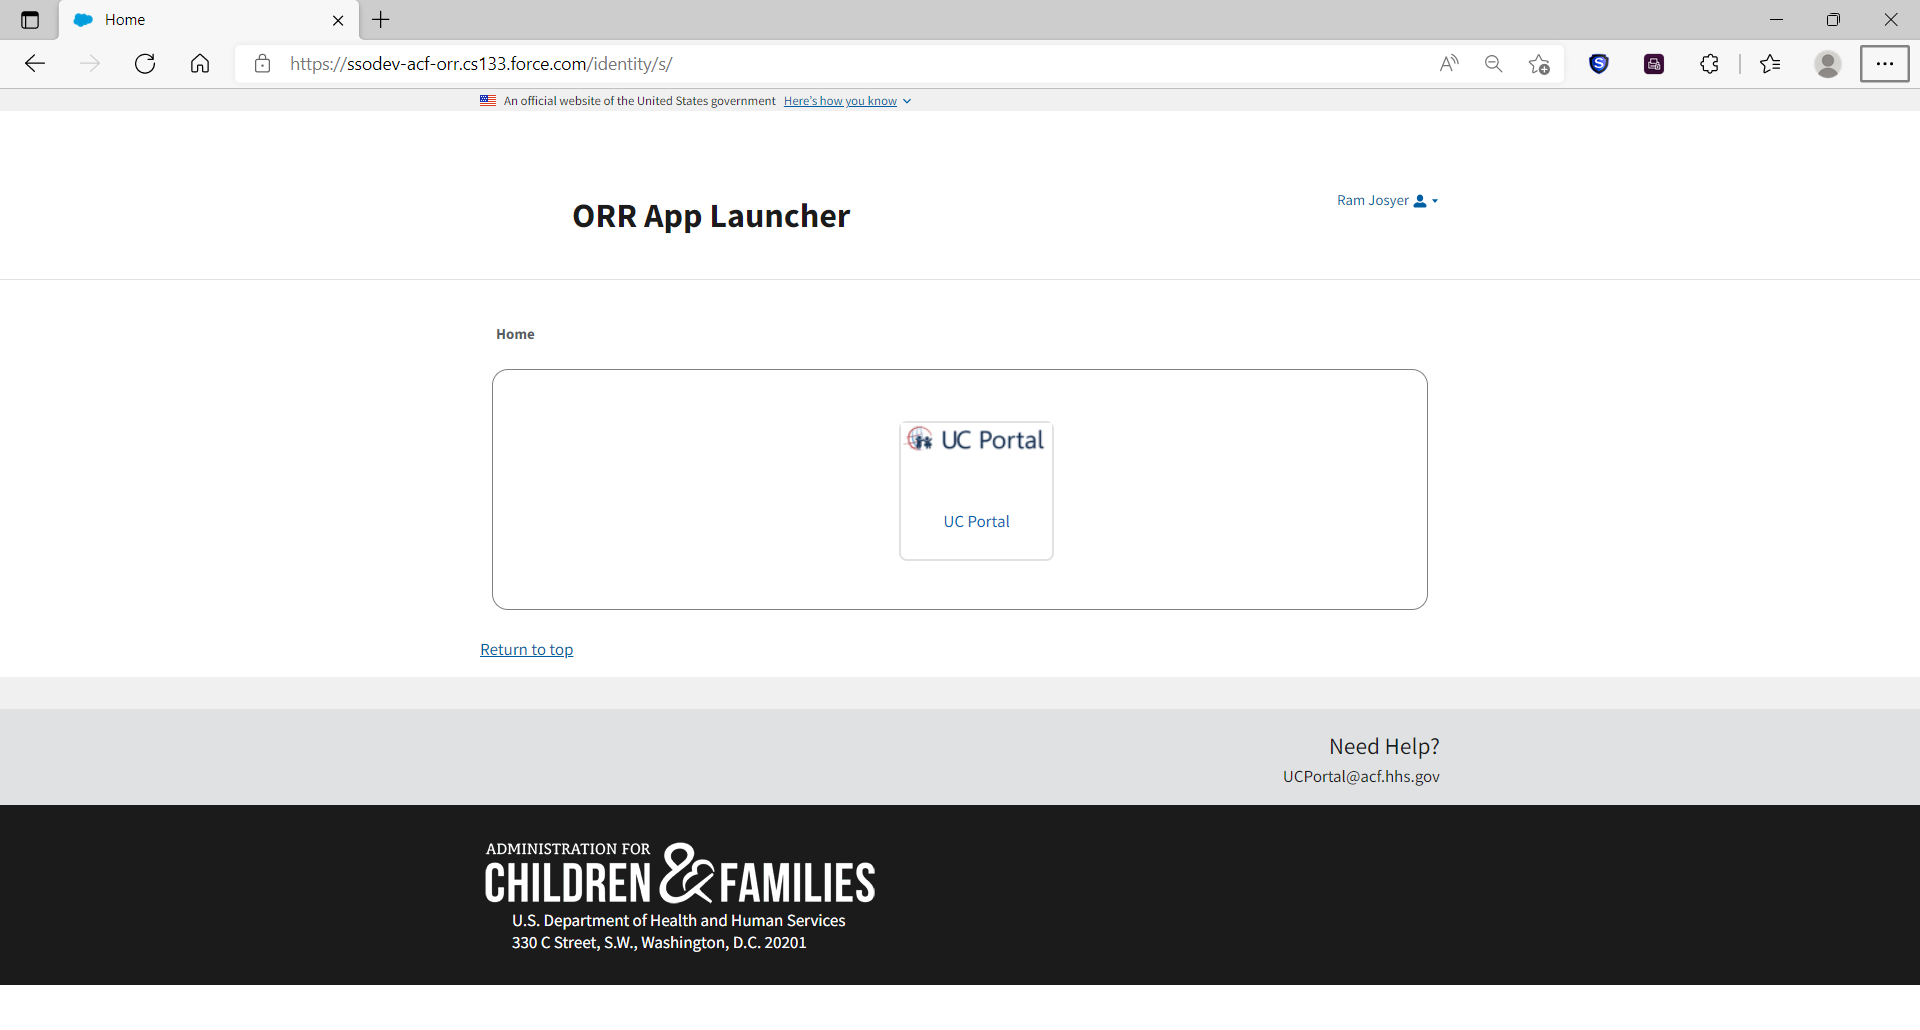 Home
https://ssodev-acf-orr.cs133.force.com/identity/s/
An official website of the United States government Here's how you know
Ram Josyer
ORR App Launcher
Home
UC Portal
UC Portal
Return to top
Need Help?
UCPortal@acf.hhs.gov
ADMINISTRATION FOR
CHILDREN & FAMILIES
U.S. Department of Health and Human Services
330 C Street, S.W., Washington, D.C. 20201